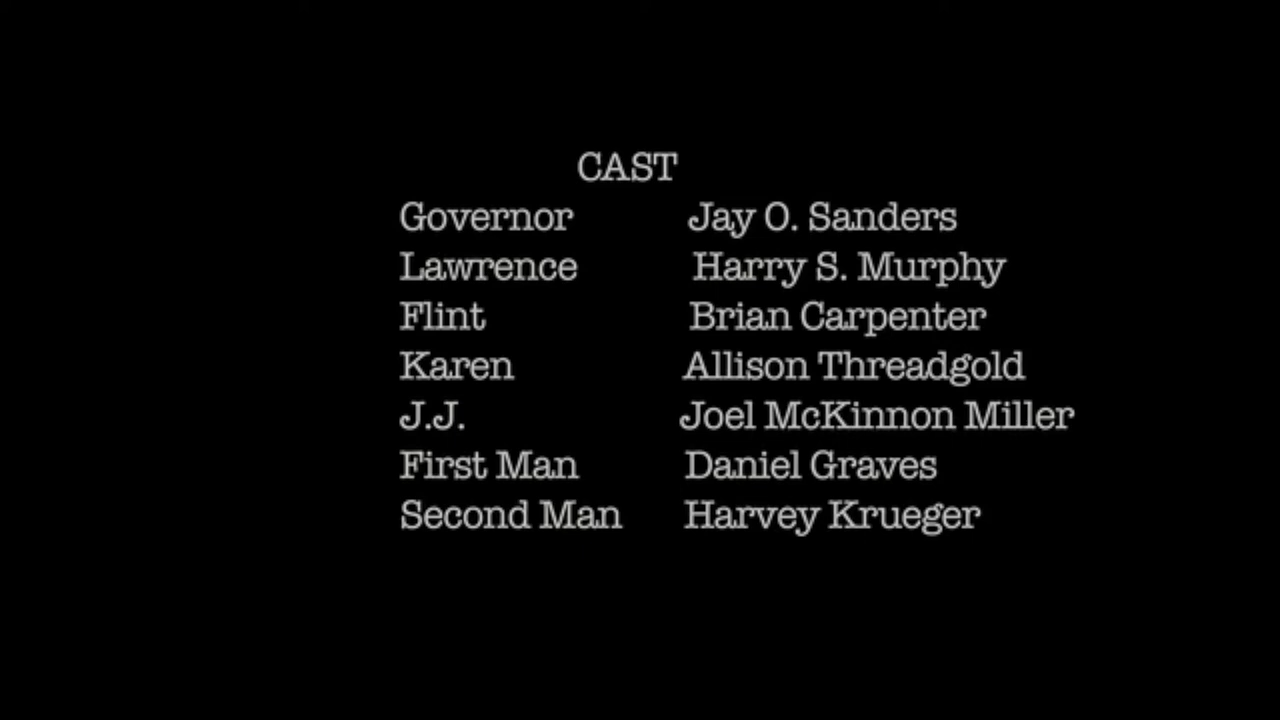 CAST
Governor Jay O. Sanders
Lawrence Harry S. Murphy
Flint Brian Carpenter
Karen Allison Threadgold
J.J. Joel McKinnon Miller
First Man Daniel Graves
Second Man Harvey Krueger